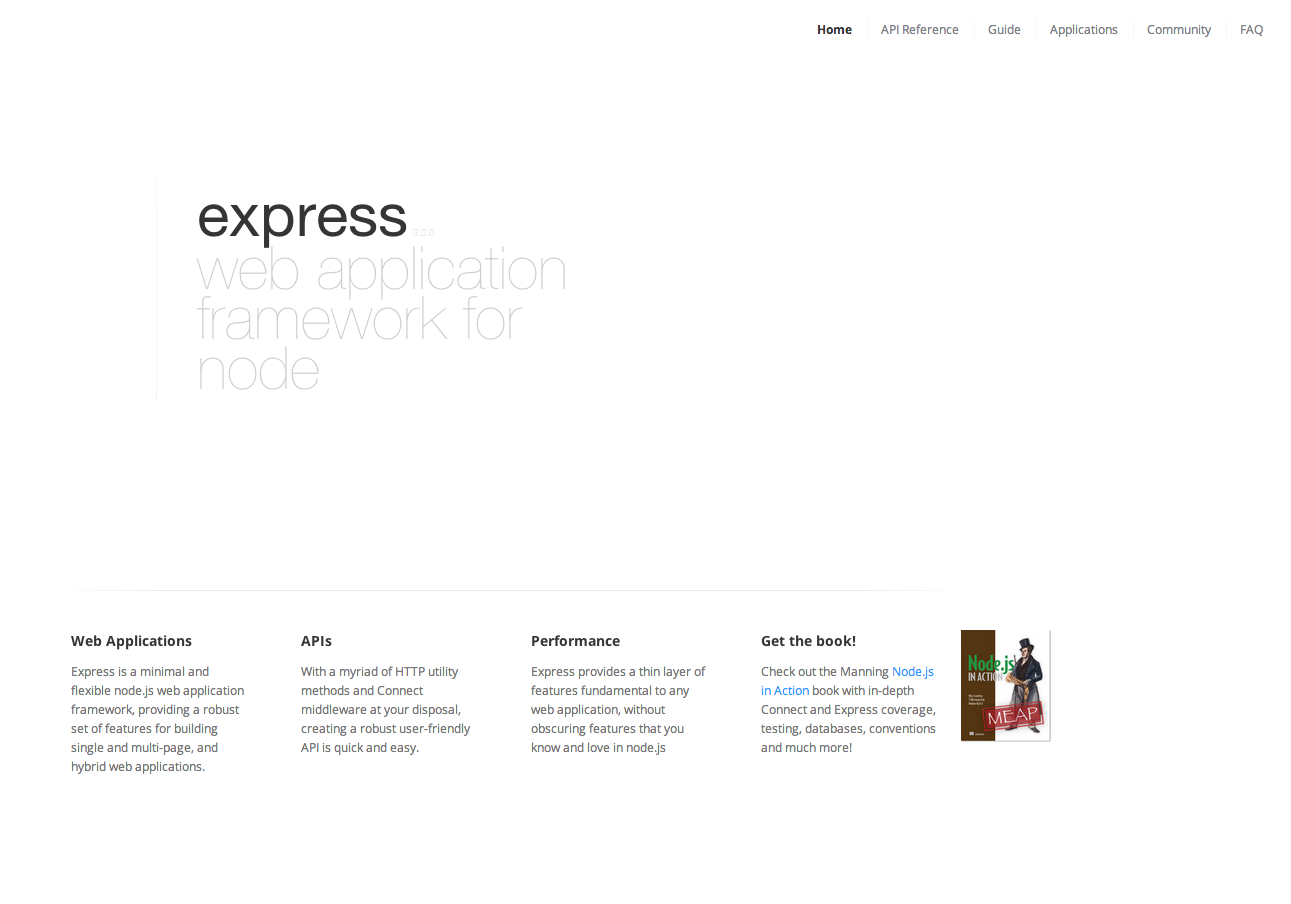 Home API Reference Guide Applications Community FAQ
express 3.0.0
web application
framework for
node
Web Applications
Express is a minimal and
flexible node.js web application
framework, providing a robust
set of features for building
single and multi-page, and
hybrid web applications.
APIs
With a myriad of HTTP utility
methods and Connect
middleware at your disposal,
creating a robust user-friendly
API is quick and easy.
Performance
Express provides a thin layer of
features fundamental to any
web application, without
obscuring features that you
know and love in node.js
Get the book!
Check out the Manning Node.js
in Action book with in-depth
Connect and Express coverage,
testing, databases, conventions
and much more!
Node.js
IN ACTION
MEAP